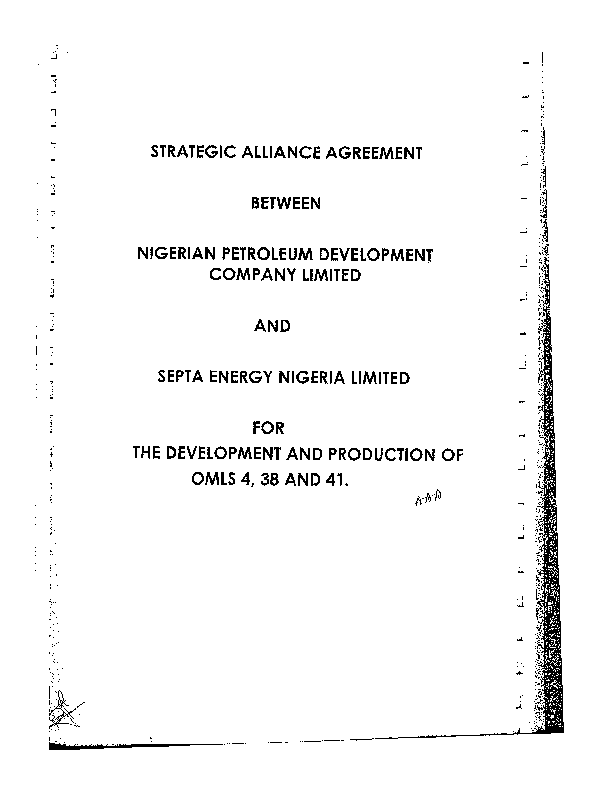 STRATEGIC ALLIANCE AGREEMENT
BETWEEN
NIGERIAN PETROLEUM DEVELOPMENT
COMPANY LIMITED
AND
SEPTA ENERGY NIGERIA LIMITED
FOR
THE DEVELOPMENT AND PRODUCTION OF
OMLS 4, 38 AND 41.